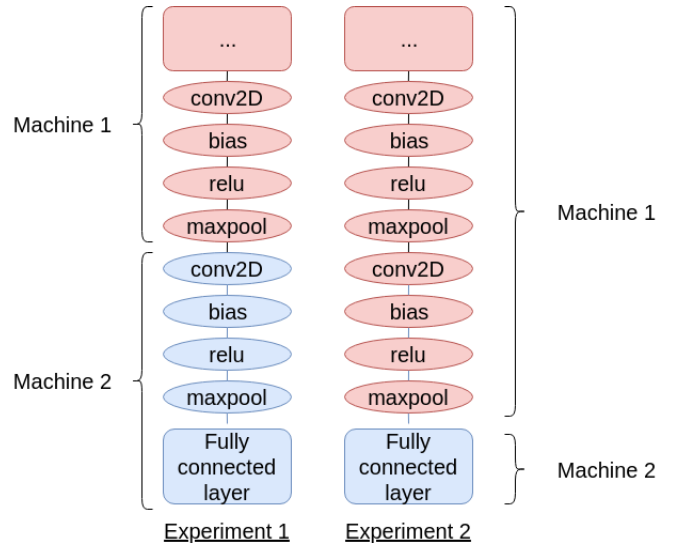 ...
conv2D
bias
relu
maxpool
conv2D
bias
relu
maxpool
Fully
connected
layer
Experiment 1
Machine 1
Machine 2
...
conv2D
bias
relu
maxpool
conv2D
bias
relu
maxpool
Fully
connected
layer
Experiment 2
Machine 1
Machine 2